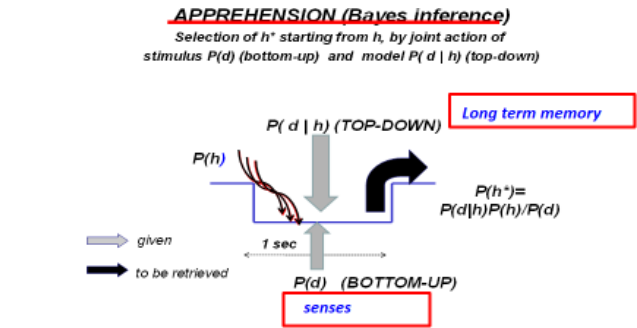 APPREHENSION (Bayes inference)
Selection of h* starting from h, by joint action of
stimulus P(d) (bottom-up) and model P( d | h) (top-down)
Long term memory
P( d | h) (TOP-DOWN)
P(h)
P(h*)=
P(d|h)P(h)/P(d)
given
1 sec
to be retrieved
P(d) (BOTTOM-UP)
senses